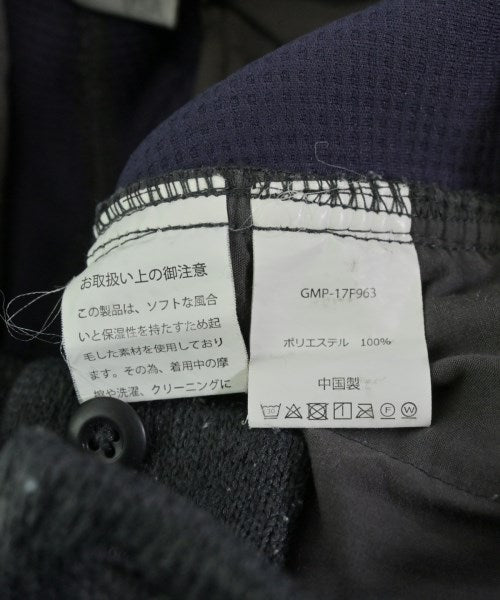 お取扱い上の御注意
この製品は、ソフトな風合
いと保湿性を持たすため起
毛した素材を使用しており
ます。その為、着用中の摩
擦や洗濯、クリーニングに
GMP-17F963
ポリエステル 100%
中国製
30
F
W